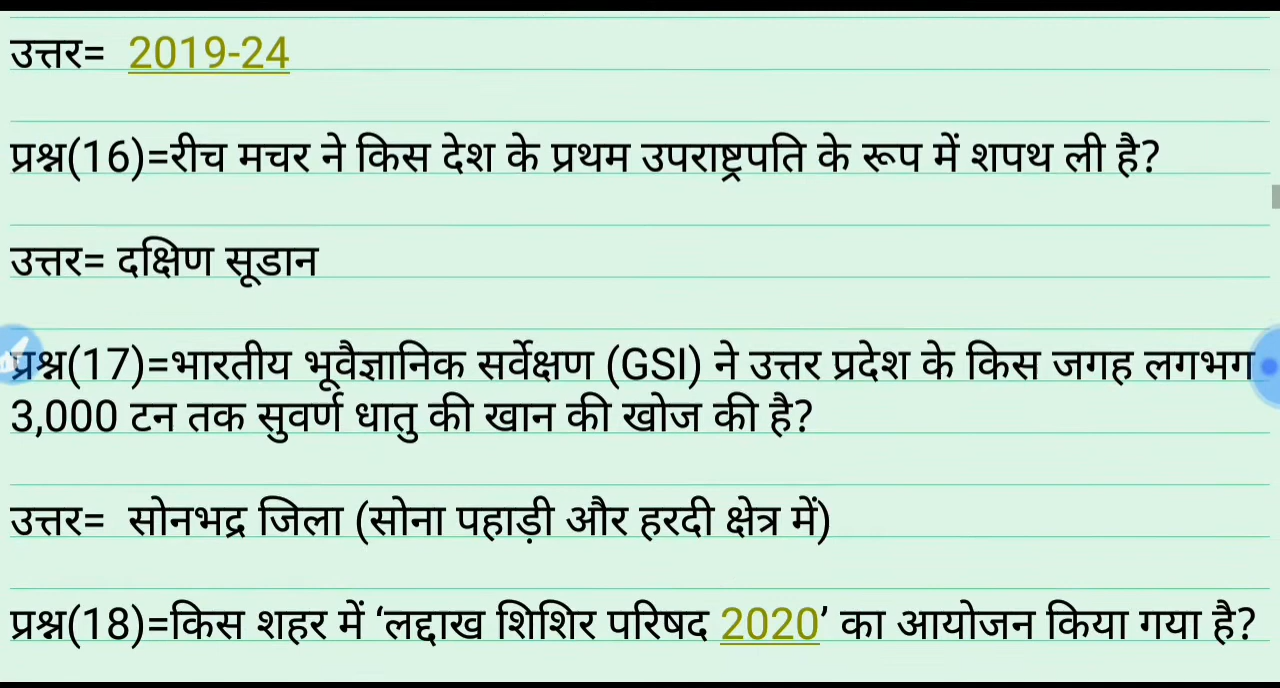 उत्तर= 2019-24
प्रश्न(16)=रीच मचर ने किस देश के प्रथम उपराष्ट्रपति के रूप में शपथ ली है?
उत्तर= दक्षिण सूडान
प्रश्न(17)=भारतीय भूवैज्ञानिक सर्वेक्षण (GSI) ने उत्तर प्रदेश के किस जगह लगभग
3,000 टन तक सुवर्ण धातु की खान की खोज की है?
उत्तर= सोनभद्र जिला (सोना पहाड़ी और हरदी क्षेत्र में)
प्रश्न(18)=किस शहर में ‘लद्दाख शिशिर परिषद 2020’ का आयोजन किया गया है?